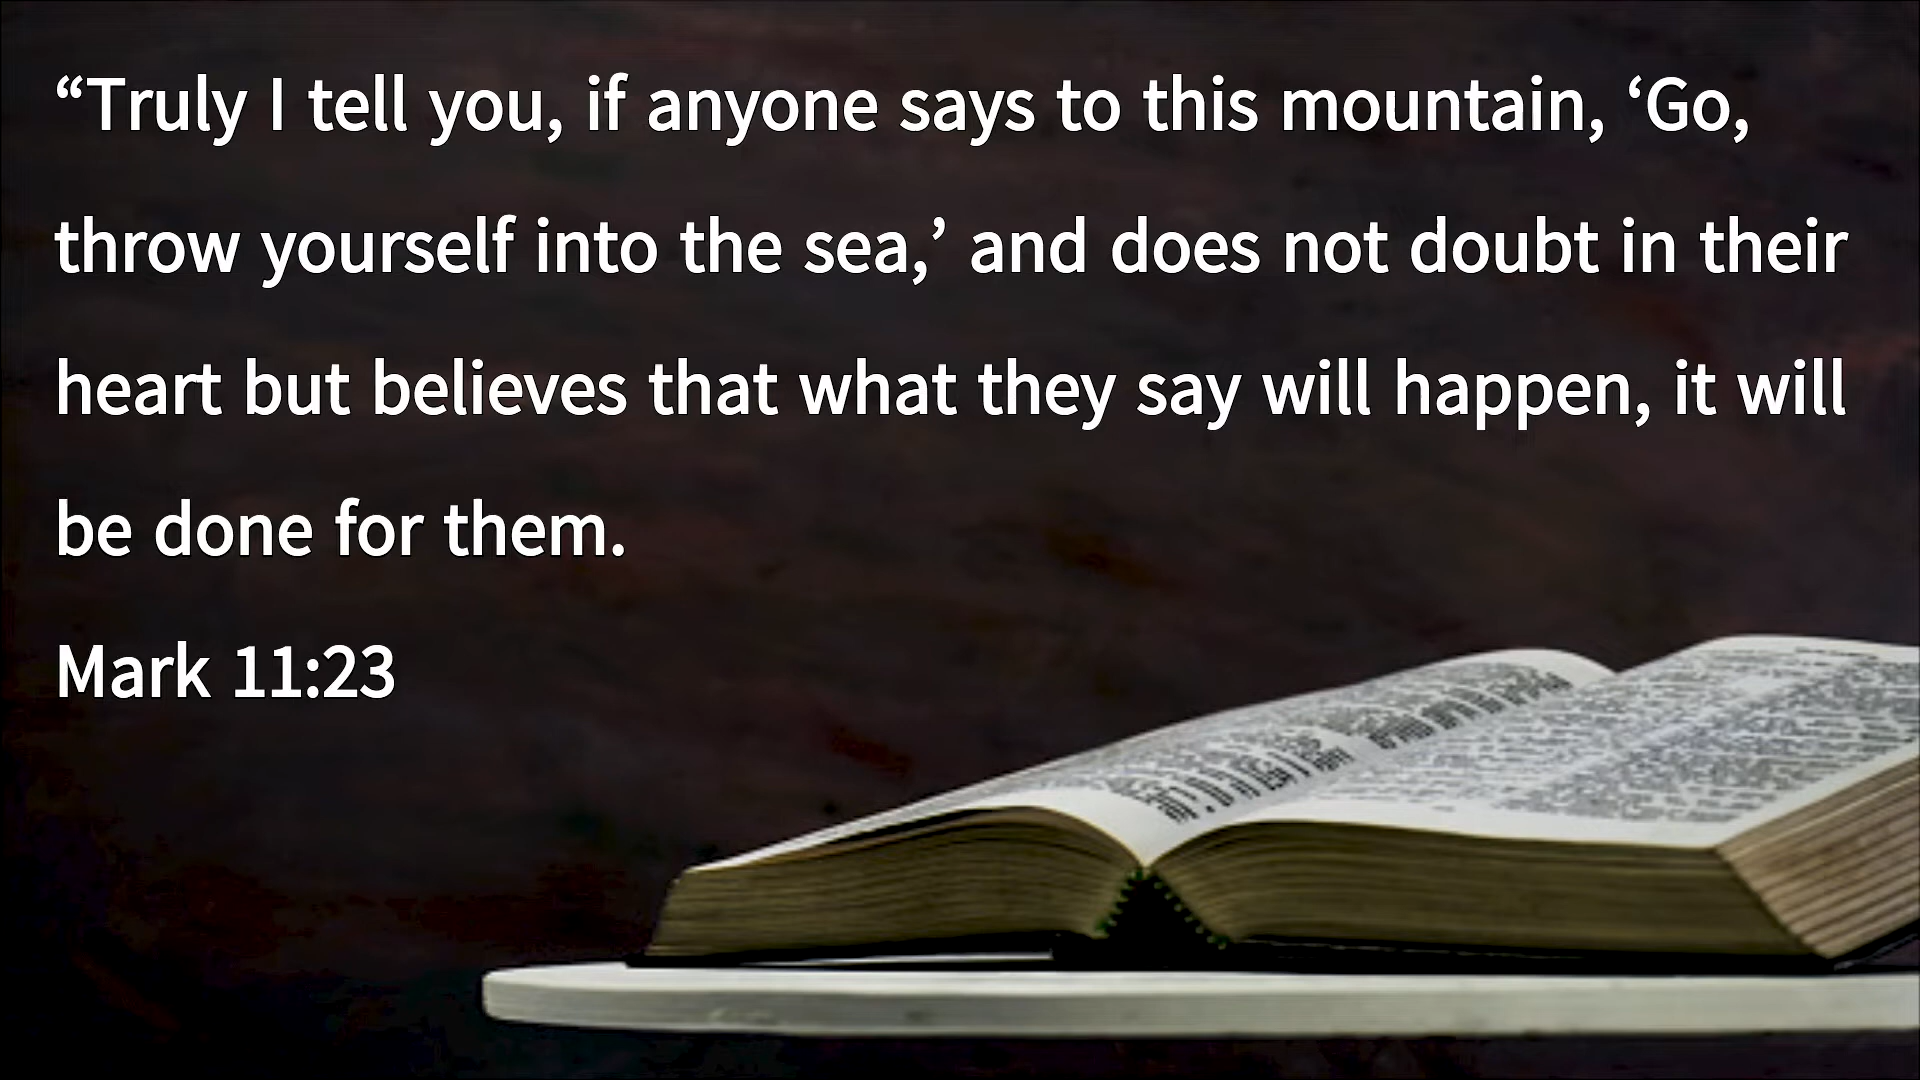 “Truly I tell you, if anyone says to this mountain, ‘Go,
throw yourself into the sea,’ and does not doubt in their
heart but believes that what they say will happen, it will
be done for them.
Mark 11:23